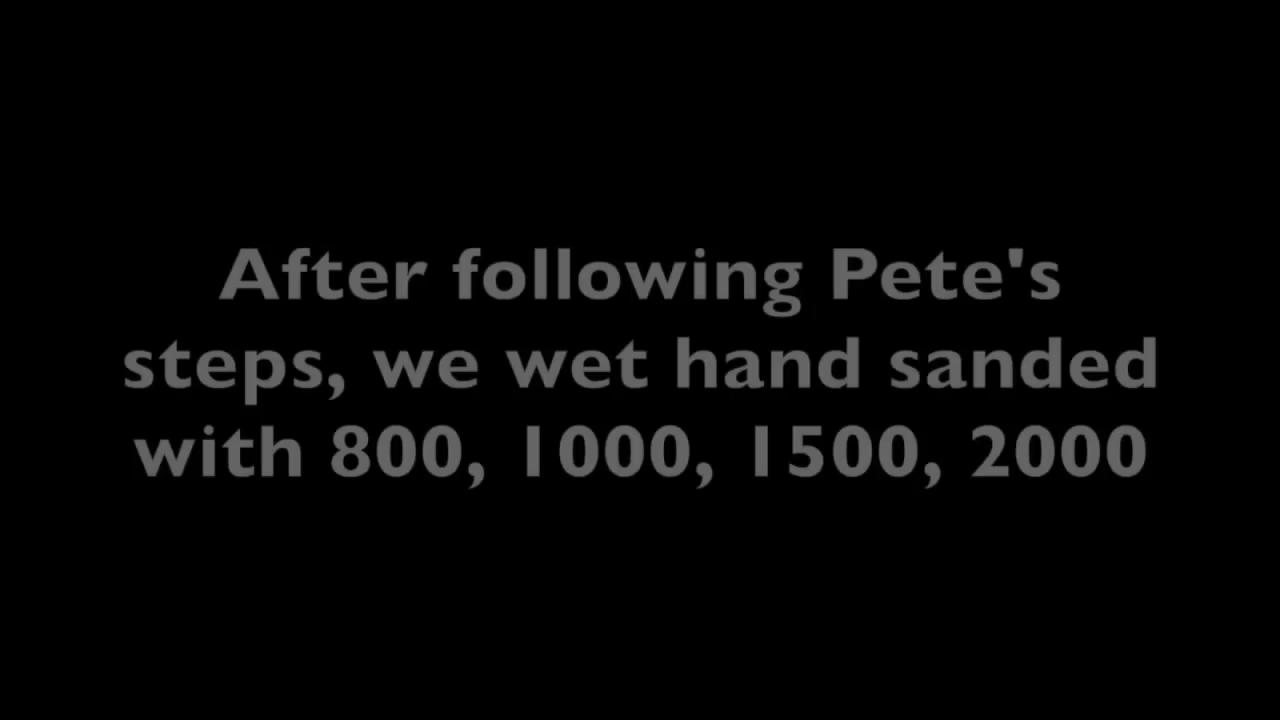 After following Pete's
steps, we wet hand sanded
with 800, 1000, 1500, 2000